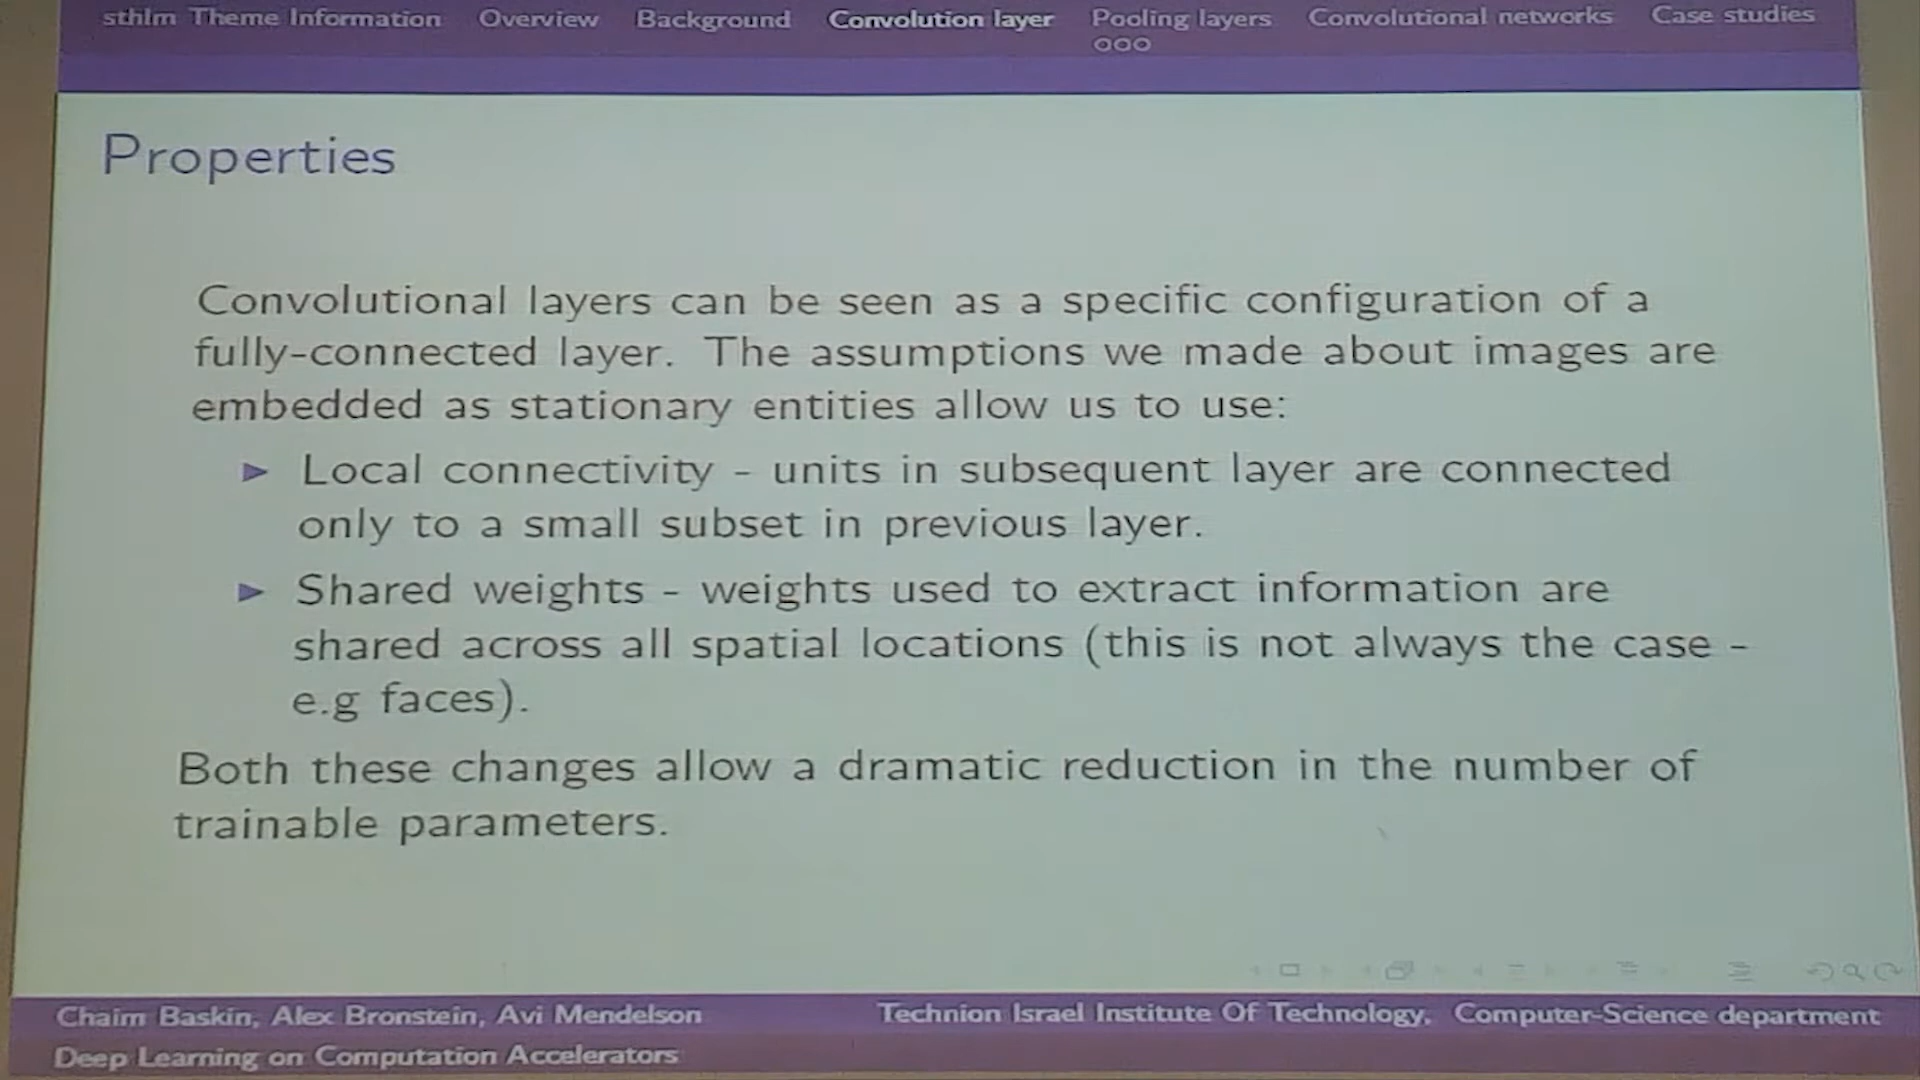 sthlm Theme Information Overview Background Convolution layer Pooling layers Convolutional networks Case studies
Properties
Convolutional layers can be seen as a specific configuration of a
fully-connected layer. The assumptions we made about images are
embedded as stationary entities allow us to use:
Local connectivity - units in subsequent layer are connected
only to a small subset in previous layer.
Shared weights - weights used to extract information are
shared across all spatial locations (this is not always the case -
e.g faces).
Both these changes allow a dramatic reduction in the number of
trainable parameters.
Chaim Baskin, Alex Bronstein, Avi Mendelson Technion Israel Institute Of Technology, Computer-Science department
Deep Learning on Computation Accelerators